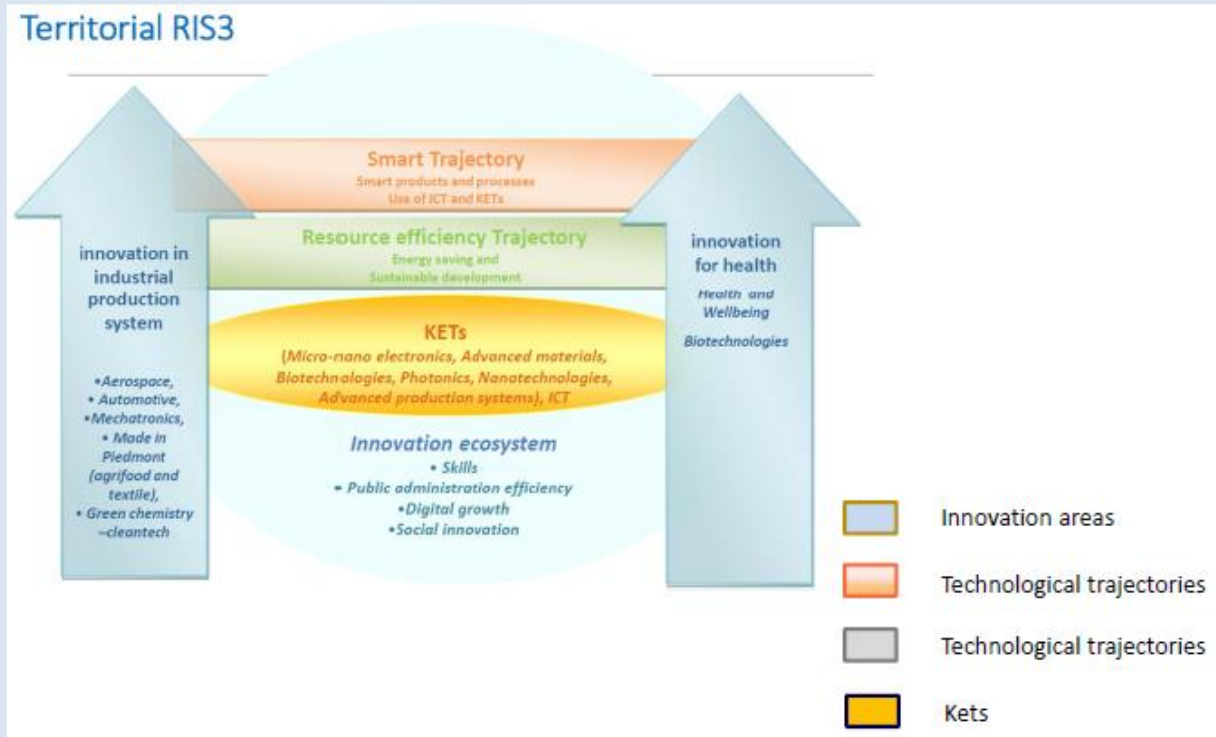 Territorial RIS3
Smart Trajectory
Smart products and processes
Use of ICT and KETs
Resource efficiency Trajectory
Energy saving and
Sustainable development
innovation in
industrial
production
system
•Aerospace,
• Automotive,
•Mechatronics,
• Made in
Piedmont
(agrifood and
textile),
• Green chemistry
–cleantech
KETs
(Micro-nano electronics, Advanced materials,
Biotechnologies, Photonics, Nanotechnologies,
Advanced production systems), ICT
Innovation ecosystem
• Skills
• Public administration efficiency
•Digital growth
•Social innovation
innovation
for health
Health and
Wellbeing
Biotechnologies
Innovation areas
Technological trajectories
Technological trajectories
Kets